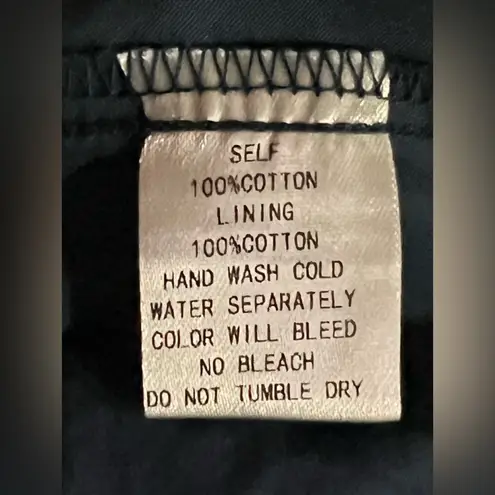 SELF
100%COTTON
LINING
100%COTTON
HAND WASH COLD
WATER SEPARATELY
COLOR WILL BLEED
NO BLEACH
DO NOT TUMBLE DRY